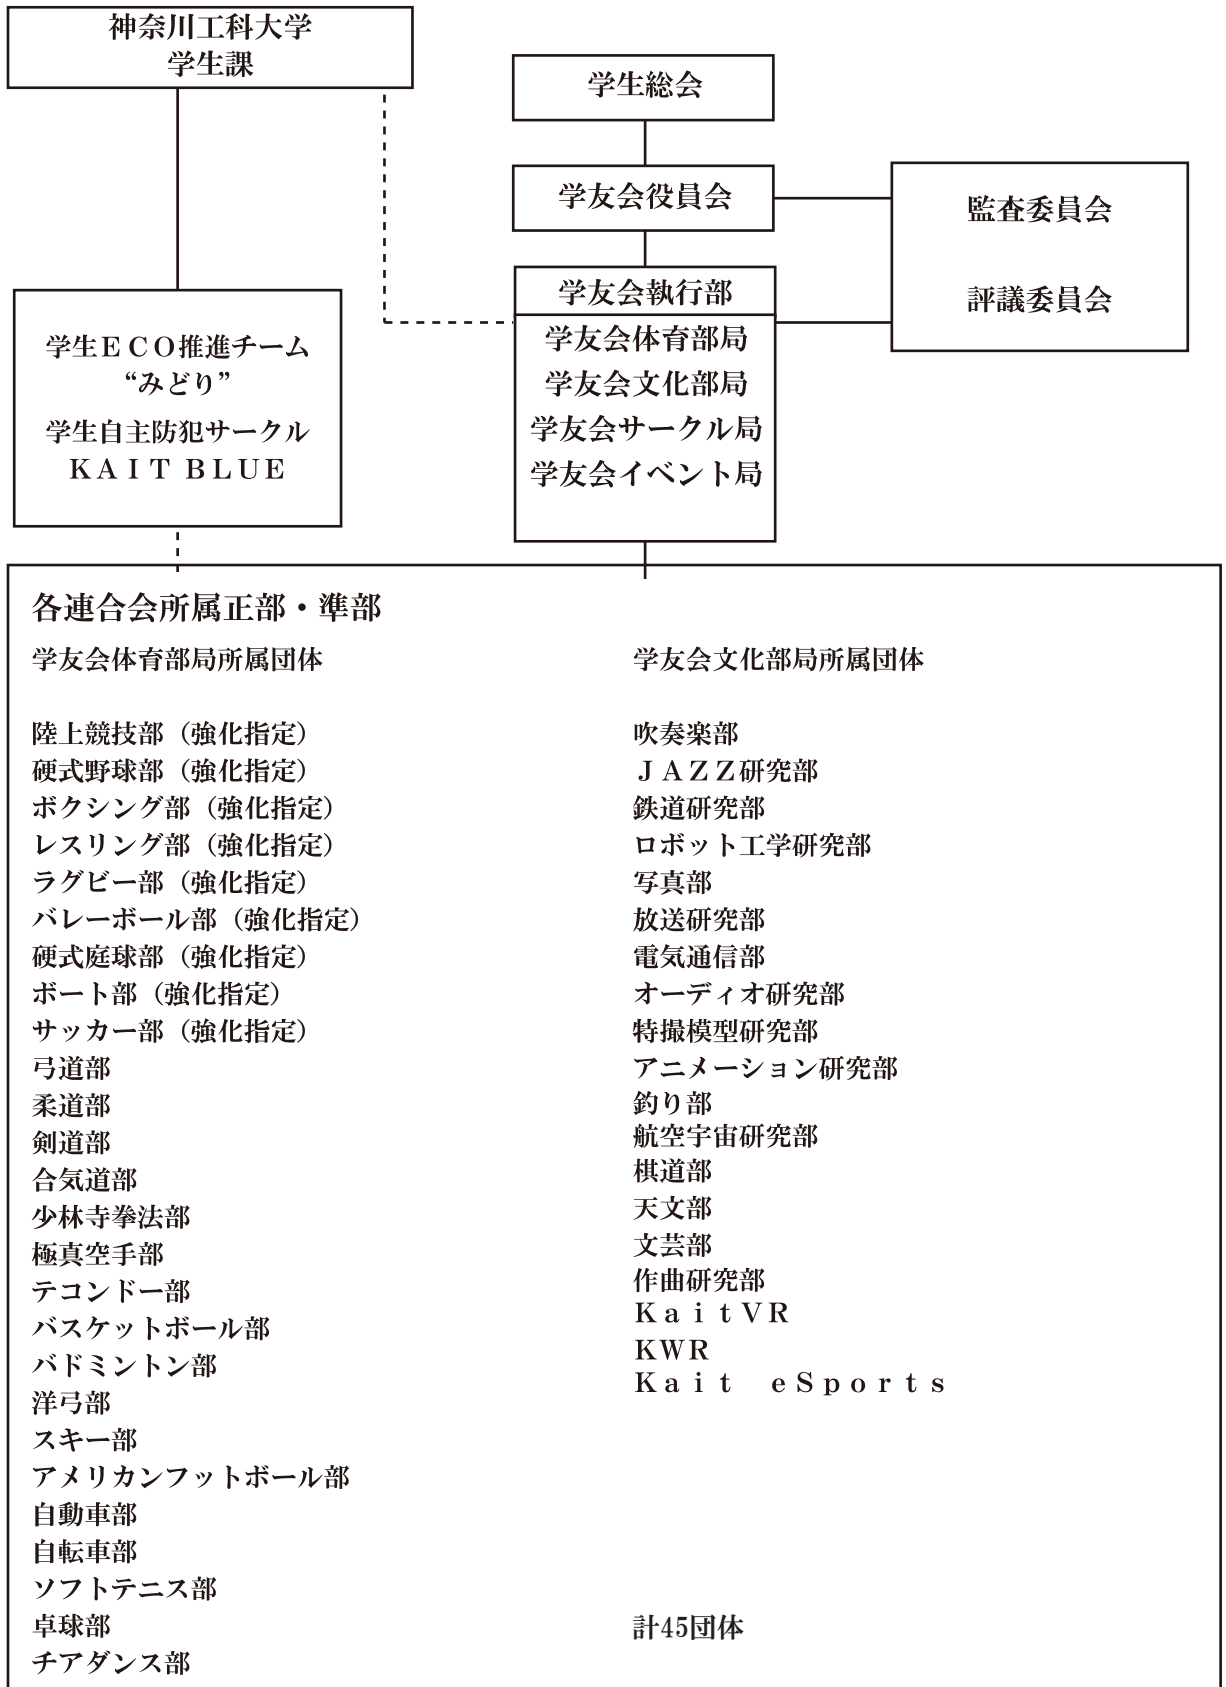 神奈川工科大学
学生課
学生総会
学友会役員会
監査委員会
評議委員会
学友会執行部
学友会体育部局
学友会文化部局
学友会サークル局
学友会イベント局
学生ECO推進チーム
“みどり”
学生自主防犯サークル
KAIT BLUE
各連合会所属正部・準部
学友会体育部局所属団体
陸上競技部（強化指定）
硬式野球部（強化指定）
ボクシング部（強化指定）
レスリング部（強化指定）
ラグビー部（強化指定）
バレーボール部（強化指定）
硬式庭球部（強化指定）
ボート部（強化指定）
サッカー部（強化指定）
弓道部
柔道部
剣道部
合気道部
少林寺拳法部
極真空手部
テコンドー部
バスケットボール部
バドミントン部
洋弓部
スキー部
アメリカンフットボール部
自動車部
自転車部
ソフトテニス部
卓球部
チアダンス部
学友会文化部局所属団体
吹奏楽部
JAZZ研究部
鉄道研究部
ロボット工学研究部
写真部
放送研究部
電気通信部
オーディオ研究部
特撮模型研究部
アニメーション研究部
釣り部
航空宇宙研究部
棋道部
天文部
文芸部
作曲研究部
KaitVR
KWR
Kait eSports
計45団体